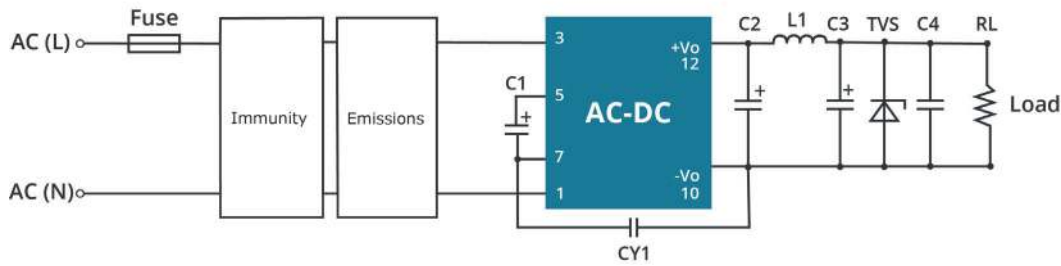 Fuse
AC (L)
Immunity
Emissions
C1
3
5
7
1
AC-DC
+Vo
12
-Vo
10
C2
L1
C3
TVS
C4
RL
+
+
+
Load
AC (N)
CY1